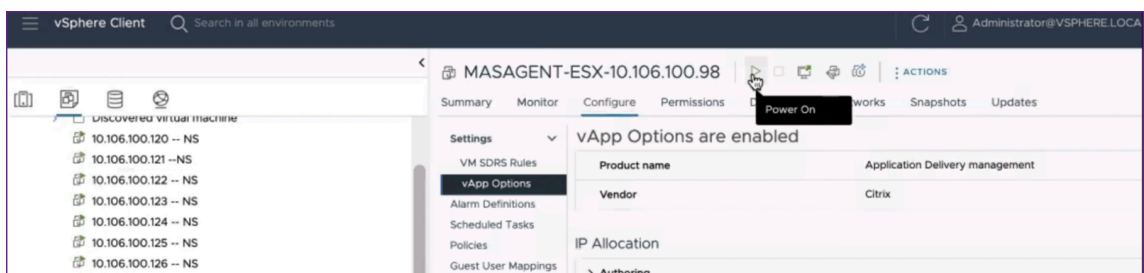 vSphere Client Search in all environments Administrator@VSPHERE.LOCA
MASAGENT-ESX-10.106.100.98 ACTIONS
Summary Monitor Configure Permissions D Power On works Snapshots Updates
Discovered virtual machine
10.106.100.120 -- NS
10.106.100.121 --NS
10.106.100.122 -- NS
10.106.100.123 -- NS
10.106.100.124 -- NS
10.106.100.125 -- NS
10.106.100.126 -- NS
Settings
VM SDRS Rules
vApp Options
Alarm Definitions
Scheduled Tasks
Policies
Guest User Mappings
vApp Options are enabled
Product name Application Delivery management
Vendor Citrix
IP Allocation
Authoring